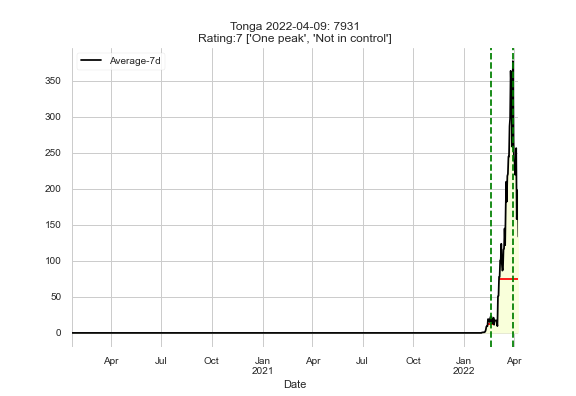 Tonga 2022-04-09: 7931
Rating:7 ['One peak', 'Not in control']
Average-7d
350
300
250
200
150
100
50
0
Apr Jul Oct Jan Apr Jul Oct Jan Apr
2021 2022
Date